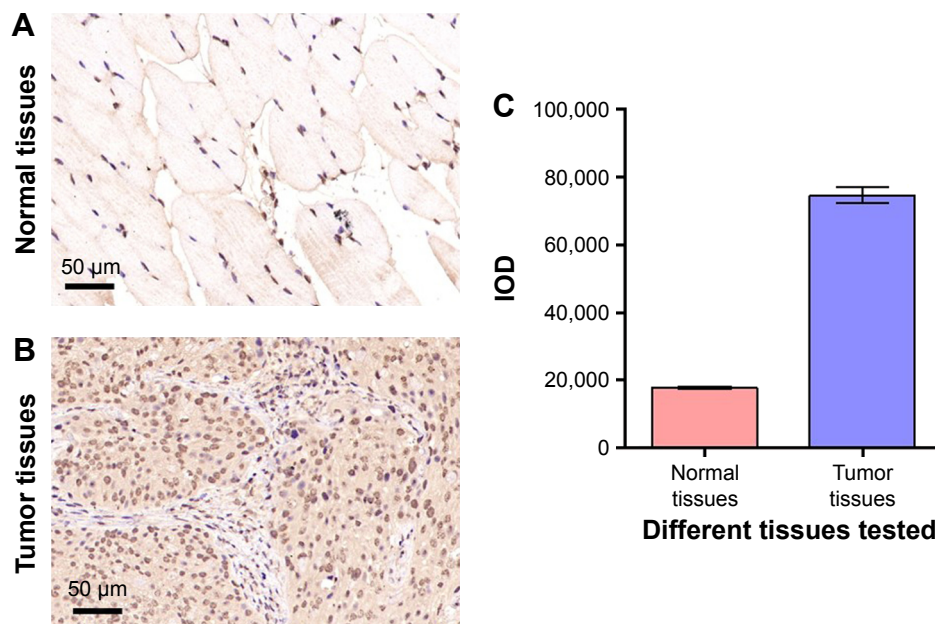 A
Normal tissues
50 µm
B
Tumor tissues
50 µm
C
100,000
80,000
60,000
40,000
20,000
0
IOD
Normal
tissues
Tumor
tissues
Different tissues tested